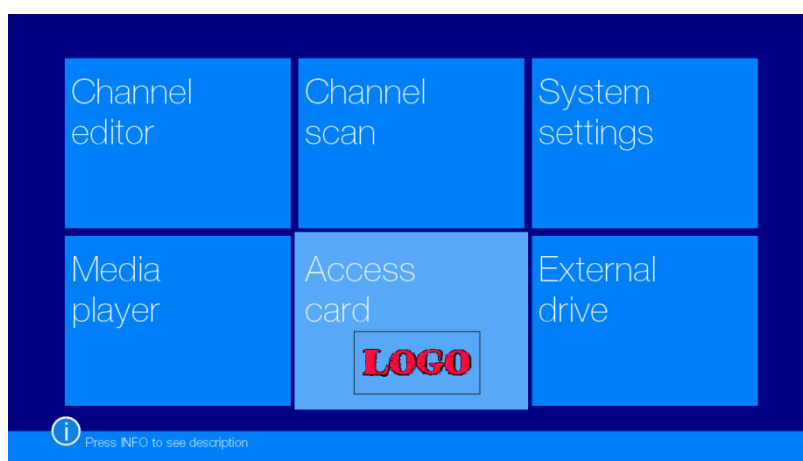 Channel
editor
Channel
scan
System
settings
Media
player
Access
card
LOGO
External
drive
i
Press INFO to see description